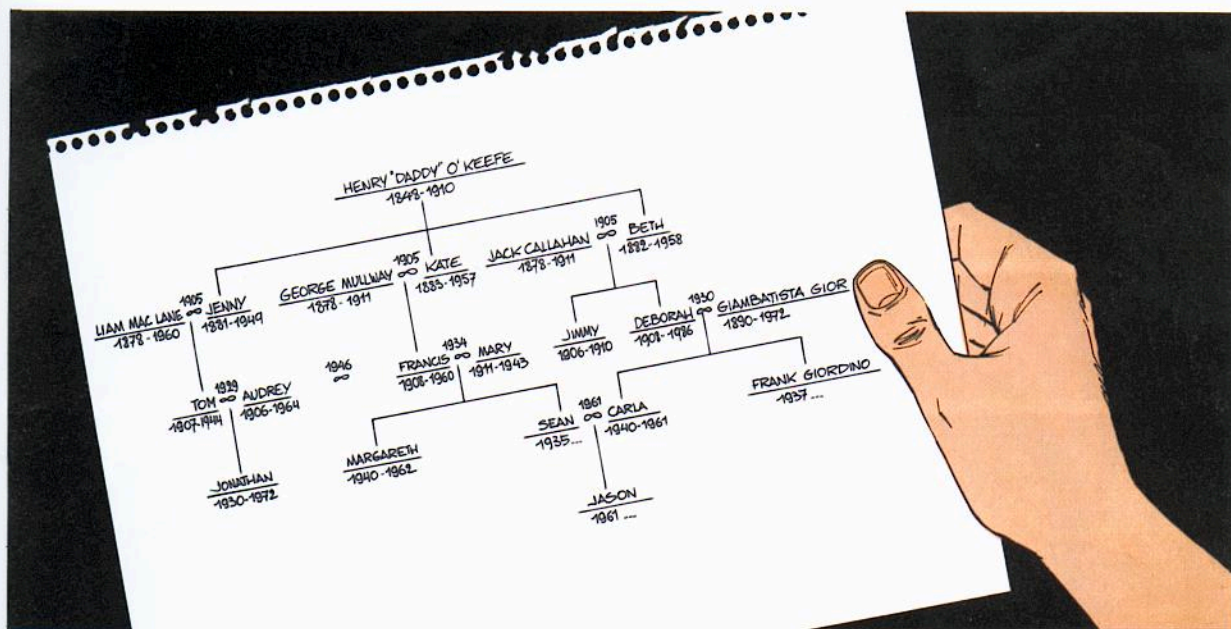 HENRY "DADDY" O'KEEFE
1848-1910
1905
JACK CALLAHAN ∞ BETH
1878-1911
1882-1958
1905
GEORGE MULLWAY ∞ KATE
1878-1911
1883-1957
1905
LIAM MAC LANE ∞ JENNY
1878-1960
1881-1949
JIMMY
1906-1910
1930
DEBORAH ∞ GIAMBATISTA GIOR
1908-1986
1890-1972
1934
FRANCIS ∞ MARY
1908-1960
1911-1943
1946
∞
1929
TOM ∞ AUDREY
1907-1944
1906-1964
FRANK GIORDINO
1937...
1961
SEAN ∞ CARLA
1935...
1940-1961
MARGARETH
1940-1962
JONATHAN
1930-1972
JASON
1961...